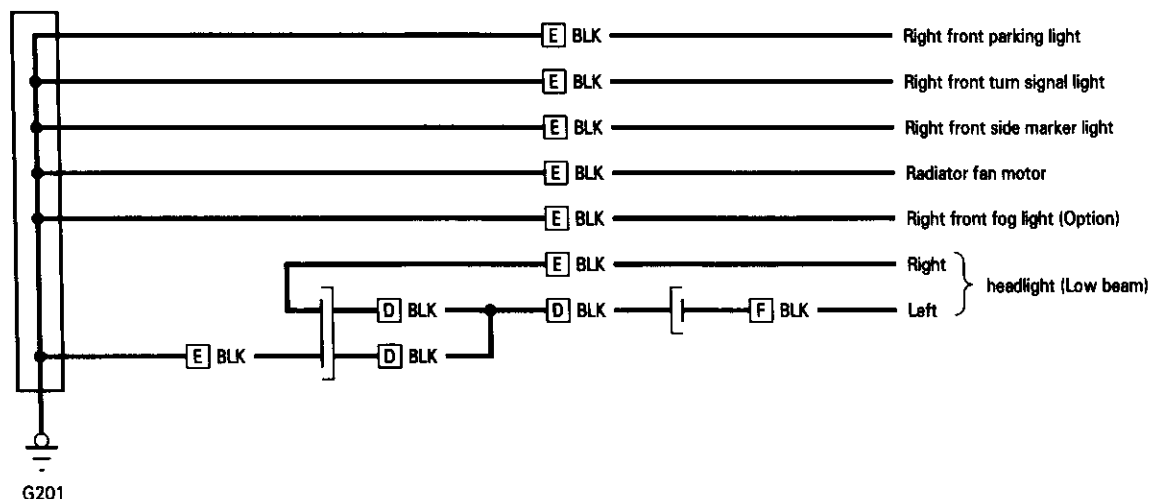 E BLK Right front parking light
E BLK Right front turn signal light
E BLK Right front side marker light
E BLK Radiator fan motor
E BLK Right front fog light (Option)
E BLK Right
headlight (Low beam)
D BLK D BLK F BLK Left
E BLK D BLK
G201